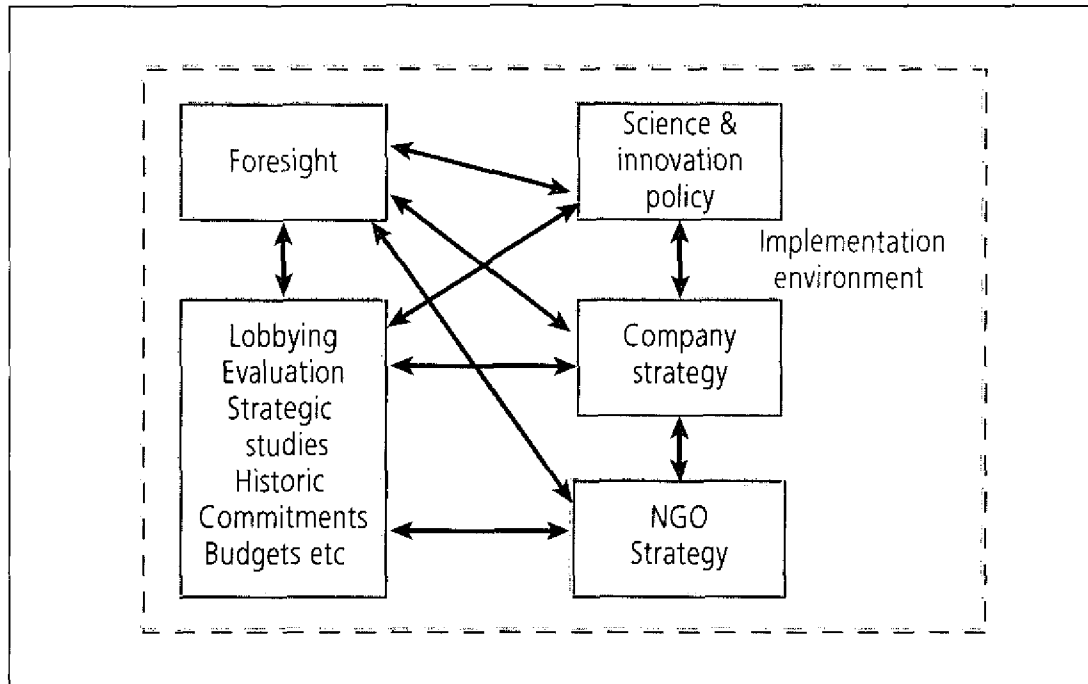 Foresight
Science &
innovation
policy
Implementation
environment
Lobbying
Evaluation
Strategic
studies
Historic
Commitments
Budgets etc
Company
strategy
NGO
Strategy